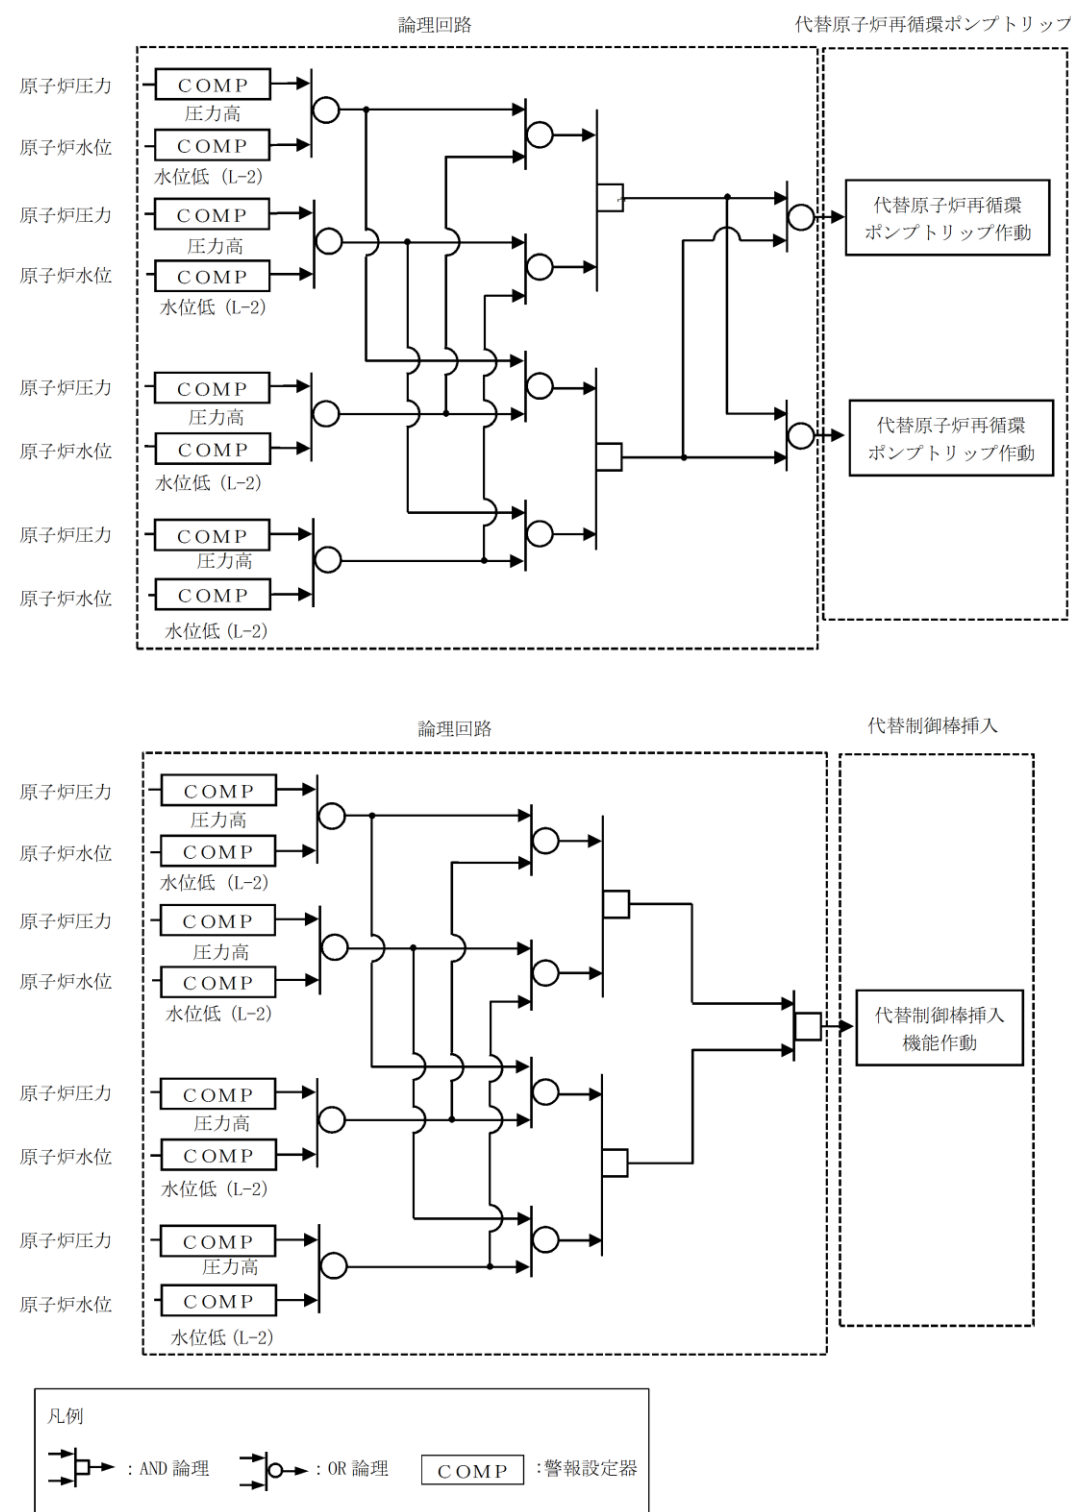 論理回路
代替原子炉再循環ポンプトリップ
原子炉圧力
COMP
圧力高
原子炉水位
COMP
水位低 (L-2)
原子炉圧力
COMP
圧力高
原子炉水位
COMP
水位低 (L-2)
原子炉圧力
COMP
圧力高
原子炉水位
COMP
水位低 (L-2)
原子炉圧力
COMP
圧力高
原子炉水位
COMP
水位低 (L-2)
代替原子炉再循環
ポンプトリップ作動
代替原子炉再循環
ポンプトリップ作動
論理回路
代替制御棒挿入
原子炉圧力
COMP
圧力高
原子炉水位
COMP
水位低 (L-2)
原子炉圧力
COMP
圧力高
原子炉水位
COMP
水位低 (L-2)
原子炉圧力
COMP
圧力高
原子炉水位
COMP
水位低 (L-2)
原子炉圧力
COMP
圧力高
原子炉水位
COMP
水位低 (L-2)
代替制御棒挿入
機能作動
凡例
: AND 論理
: OR 論理
COMP
: 警報設定器